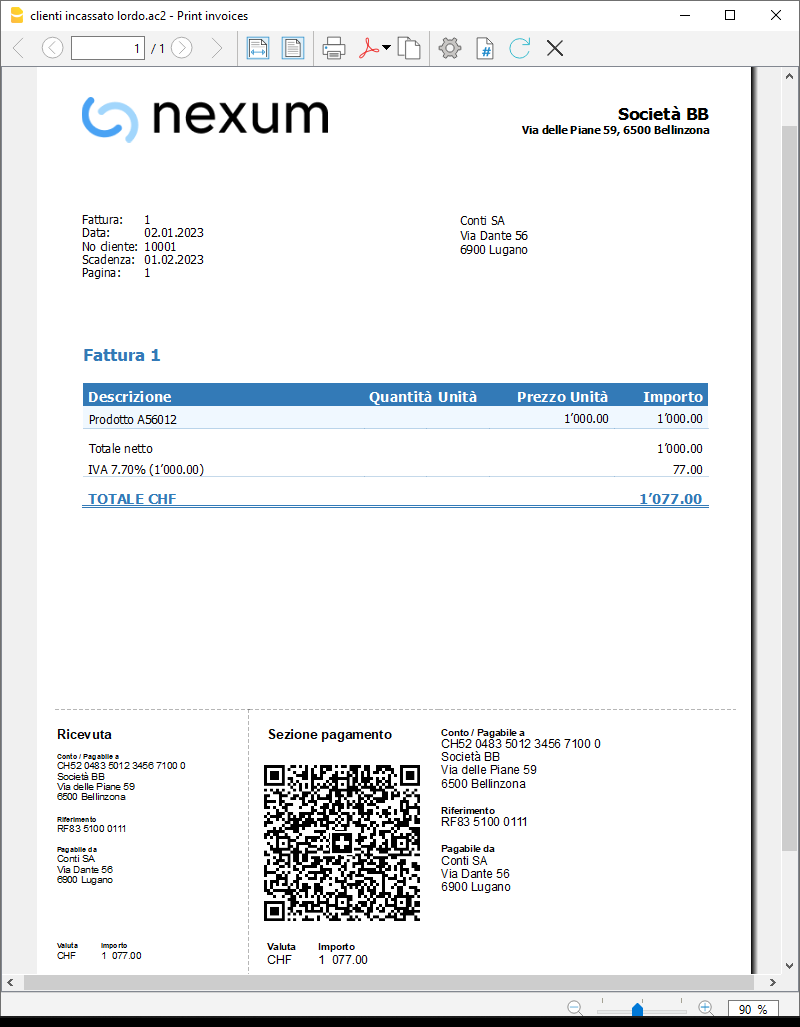 clienti incassato lordo.ac2 - Print invoices
1 / 1
nexum
Società BB
Via delle Piane 59, 6500 Bellinzona
Fattura: 1
Data: 02.01.2023
No cliente: 10001
Scadenza: 01.02.2023
Pagina: 1
Conti SA
Via Dante 56
6900 Lugano
Fattura 1
Descrizione Quantità Unità Prezzo Unità Importo
Prodotto A56012 1’000.00 1’000.00
Totale netto 1’000.00
IVA 7.70% (1’000.00) 77.00
TOTALE CHF 1’077.00
Ricevuta
Conto / Pagabile a
CH52 0483 5012 3456 7100 0
Società BB
Via delle Piane 59
6500 Bellinzona
Riferimento
RF83 5100 0111
Pagabile da
Conti SA
Via Dante 56
6900 Lugano
Valuta Importo
CHF 1 077.00
Sezione pagamento
Valuta Importo
CHF 1 077.00
Conto / Pagabile a
CH52 0483 5012 3456 7100 0
Società BB
Via delle Piane 59
6500 Bellinzona
Riferimento
RF83 5100 0111
Pagabile da
Conti SA
Via Dante 56
6900 Lugano
90 %